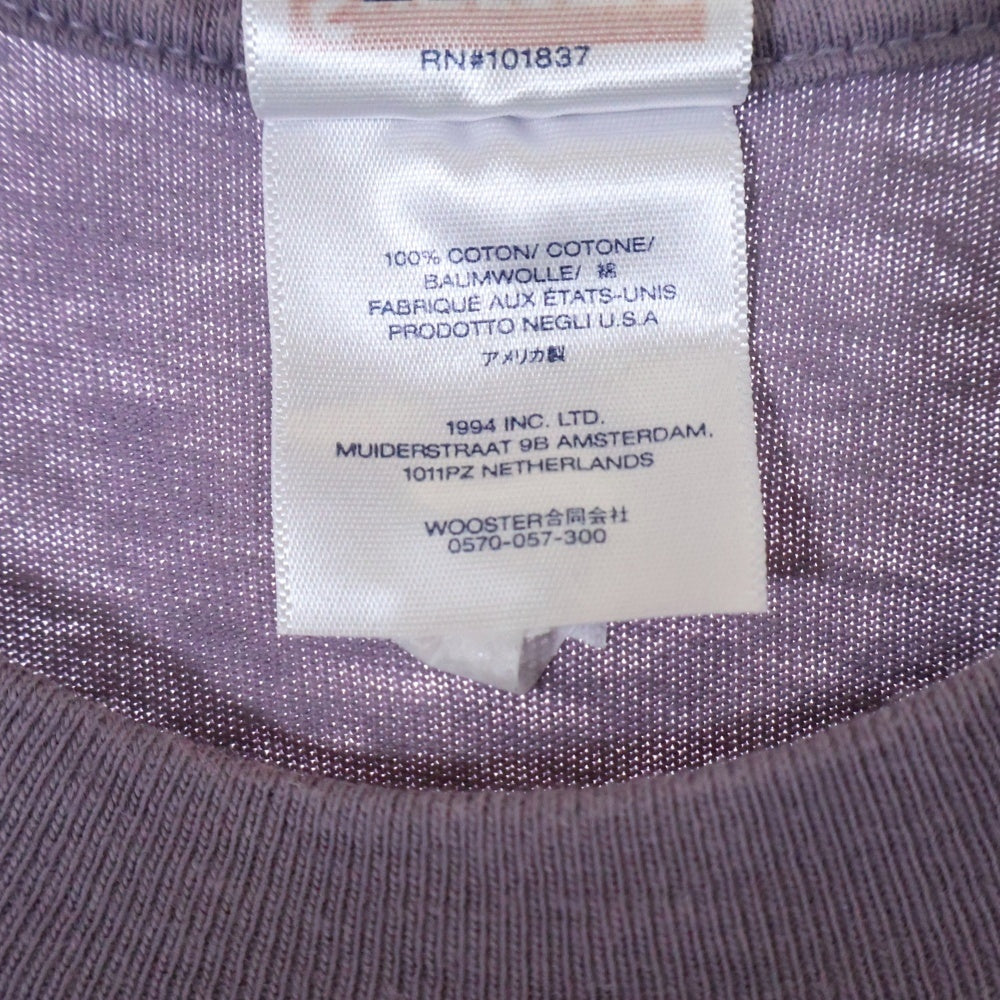 RN#101837
100% COTON/ COTONE/
BAUMWOLLE/ 綿
FABRIQUE AUX ÉTATS-UNIS
PRODOTTO NEGLI U.S.A
アメリカ製
1994 INC. LTD.
MUIDERSTRAAT 9B AMSTERDAM,
1011PZ NETHERLANDS
WOOSTER合同会社
0570-057-300